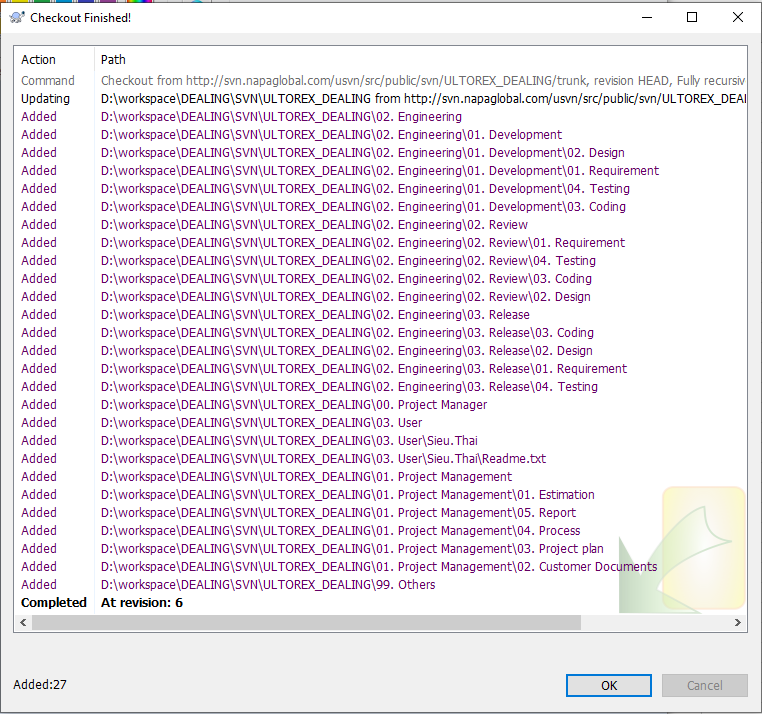 Checkout Finished!
Action Path
Command Checkout from http://svn.napaglobal.com/usvn/src/public/svn/ULTOREX_DEALING/trunk, revision HEAD, Fully recursiv
Updating D:\workspace\DEALING\SVN\ULTOREX_DEALING from http://svn.napaglobal.com/usvn/src/public/svn/ULTOREX_DEAL
Added D:\workspace\DEALING\SVN\ULTOREX_DEALING\02. Engineering
Added D:\workspace\DEALING\SVN\ULTOREX_DEALING\02. Engineering\01. Development
Added D:\workspace\DEALING\SVN\ULTOREX_DEALING\02. Engineering\01. Development\02. Design
Added D:\workspace\DEALING\SVN\ULTOREX_DEALING\02. Engineering\01. Development\01. Requirement
Added D:\workspace\DEALING\SVN\ULTOREX_DEALING\02. Engineering\01. Development\04. Testing
Added D:\workspace\DEALING\SVN\ULTOREX_DEALING\02. Engineering\01. Development\03. Coding
Added D:\workspace\DEALING\SVN\ULTOREX_DEALING\02. Engineering\02. Review
Added D:\workspace\DEALING\SVN\ULTOREX_DEALING\02. Engineering\02. Review\01. Requirement
Added D:\workspace\DEALING\SVN\ULTOREX_DEALING\02. Engineering\02. Review\04. Testing
Added D:\workspace\DEALING\SVN\ULTOREX_DEALING\02. Engineering\02. Review\03. Coding
Added D:\workspace\DEALING\SVN\ULTOREX_DEALING\02. Engineering\02. Review\02. Design
Added D:\workspace\DEALING\SVN\ULTOREX_DEALING\02. Engineering\03. Release
Added D:\workspace\DEALING\SVN\ULTOREX_DEALING\02. Engineering\03. Release\03. Coding
Added D:\workspace\DEALING\SVN\ULTOREX_DEALING\02. Engineering\03. Release\02. Design
Added D:\workspace\DEALING\SVN\ULTOREX_DEALING\02. Engineering\03. Release\01. Requirement
Added D:\workspace\DEALING\SVN\ULTOREX_DEALING\02. Engineering\03. Release\04. Testing
Added D:\workspace\DEALING\SVN\ULTOREX_DEALING\00. Project Manager
Added D:\workspace\DEALING\SVN\ULTOREX_DEALING\03. User
Added D:\workspace\DEALING\SVN\ULTOREX_DEALING\03. User\Sieu.Thai
Added D:\workspace\DEALING\SVN\ULTOREX_DEALING\03. User\Sieu.Thai\Readme.txt
Added D:\workspace\DEALING\SVN\ULTOREX_DEALING\01. Project Management
Added D:\workspace\DEALING\SVN\ULTOREX_DEALING\01. Project Management\01. Estimation
Added D:\workspace\DEALING\SVN\ULTOREX_DEALING\01. Project Management\05. Report
Added D:\workspace\DEALING\SVN\ULTOREX_DEALING\01. Project Management\04. Process
Added D:\workspace\DEALING\SVN\ULTOREX_DEALING\01. Project Management\03. Project plan
Added D:\workspace\DEALING\SVN\ULTOREX_DEALING\01. Project Management\02. Customer Documents
Added D:\workspace\DEALING\SVN\ULTOREX_DEALING\99. Others
Completed At revision: 6
Added:27 OK Cancel